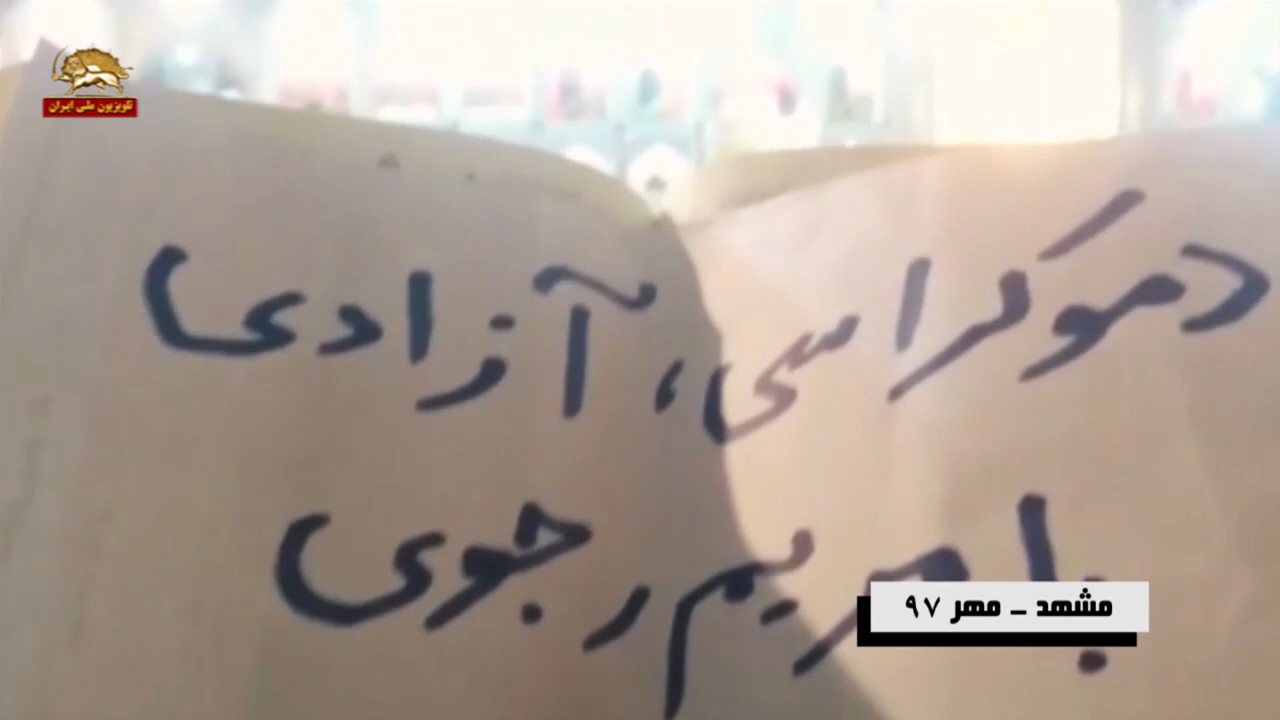 تلویزیون ملی ایران
دموکراسی، آزادی
با مریم رجوی
مشهد - مهر ۹۷